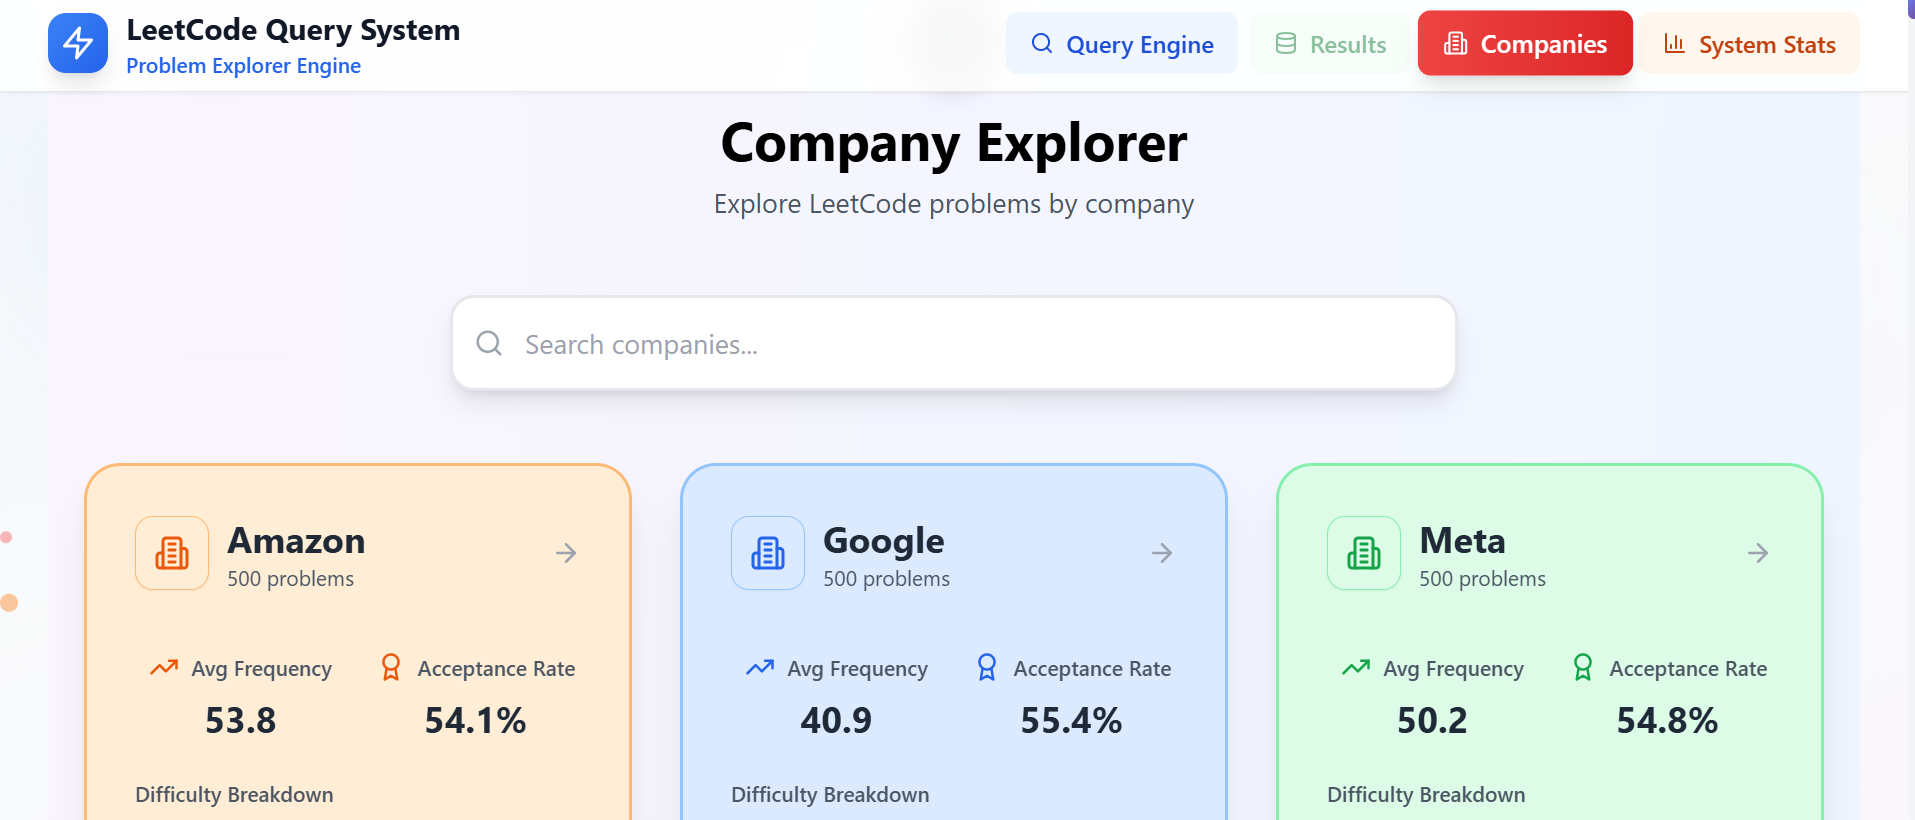 LeetCode Query System
Problem Explorer Engine
Query Engine
Results
Companies
System Stats
Company Explorer
Explore LeetCode problems by company
Search companies...
Amazon
500 problems
Avg Frequency
Acceptance Rate
53.8
54.1%
Difficulty Breakdown
Google
500 problems
Avg Frequency
Acceptance Rate
40.9
55.4%
Difficulty Breakdown
Meta
500 problems
Avg Frequency
Acceptance Rate
50.2
54.8%
Difficulty Breakdown